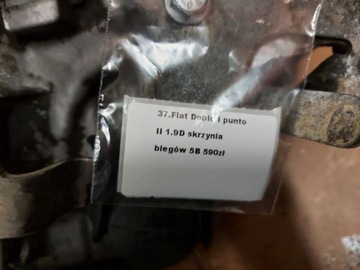 37.Fiat Doblo I punto
II 1.9D skrzynia
biegów 5B 590zł